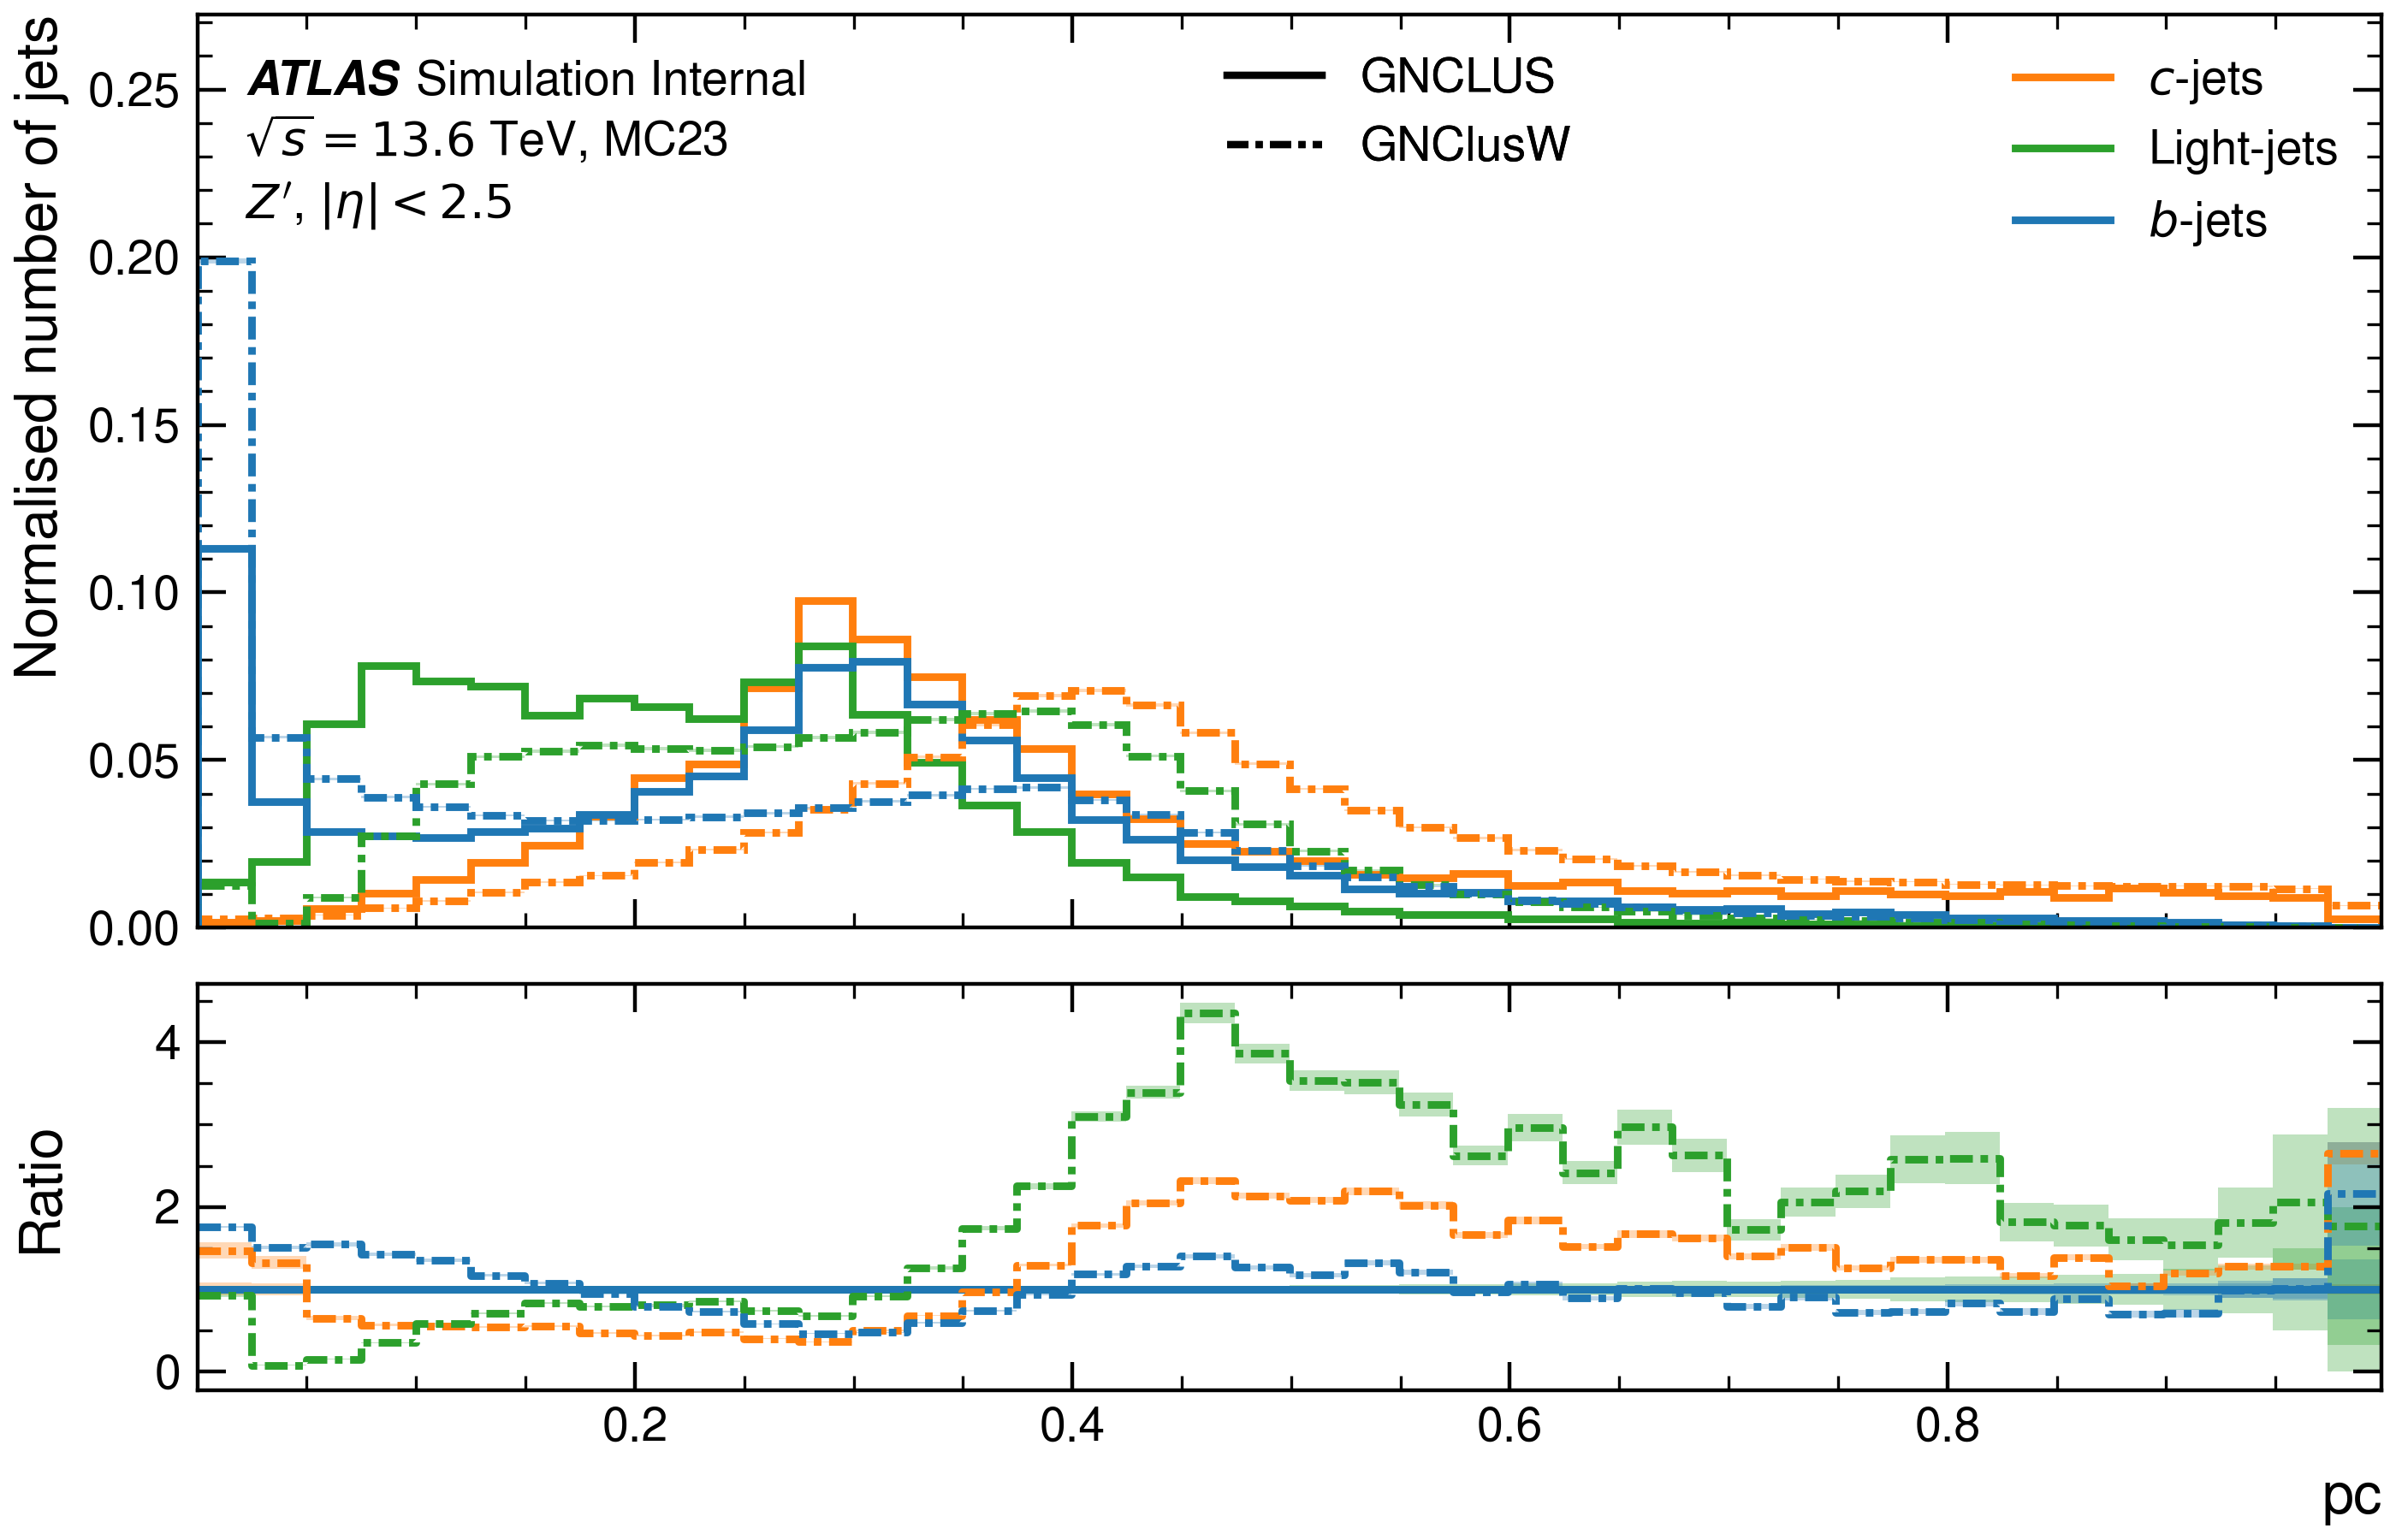 Normalised number of jets
0.25
0.20
0.15
0.10
0.05
0.00
ATLAS Simulation Internal
√s = 13.6 TeV, MC23
Z′, |η| < 2.5
GNCLUS
GNClusW
c-jets
Light-jets
b-jets
Ratio
4
2
0
0.2 0.4 0.6 0.8
pc